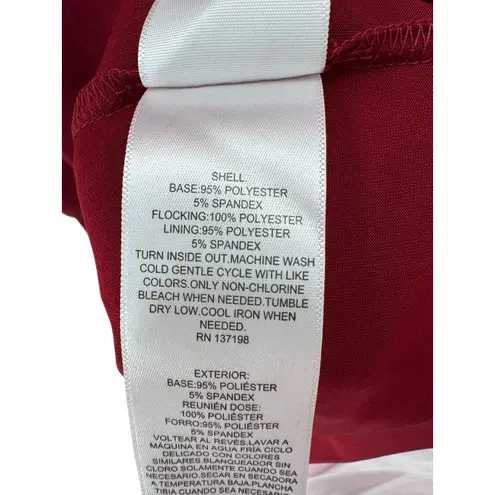 SHELL
BASE:95% POLYESTER
5% SPANDEX
FLOCKING:100% POLYESTER
LINING:95% POLYESTER
5% SPANDEX
TURN INSIDE OUT.MACHINE WASH
COLD GENTLE CYCLE WITH LIKE
COLORS.ONLY NON-CHLORINE
BLEACH WHEN NEEDED.TUMBLE
DRY LOW.COOL IRON WHEN
NEEDED.
RN 137198
EXTERIOR:
BASE:95% POLIÉSTER
5% SPANDEX
REUNIÉN DOSE:
100% POLIÉSTER
FORRO:95% POLIÉSTER
5% SPANDEX
VOLTEAR AL REVÉS.LAVAR A
MÁQUINA EN AGUA FRÍA CICLO
DELICADO CON COLORES
SIMILARES.BLANQUEADOR SIN
CLORO SOLAMENTE CUANDO SEA
NECESARIO.SECAR EN SECADORA
A TEMPERATURA BAJA.PLANCHA
TIBIA CUANDO SEA NECESARIO